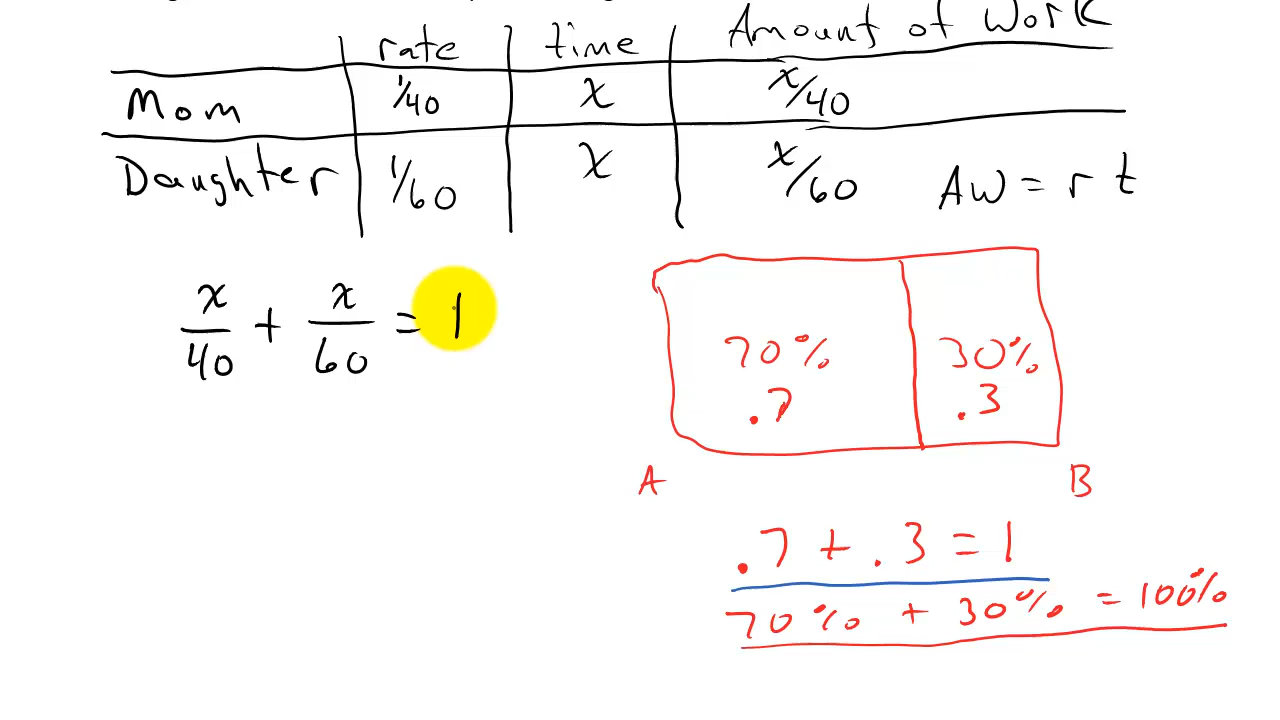 rate time Amount of Work
Mom 1/40 x x/40
Daughter 1/60 x x/60 AW = r t
x/40 + x/60 = 1
70% 30%
.7 .3
A B
.7 + .3 = 1
70% + 30% = 100%